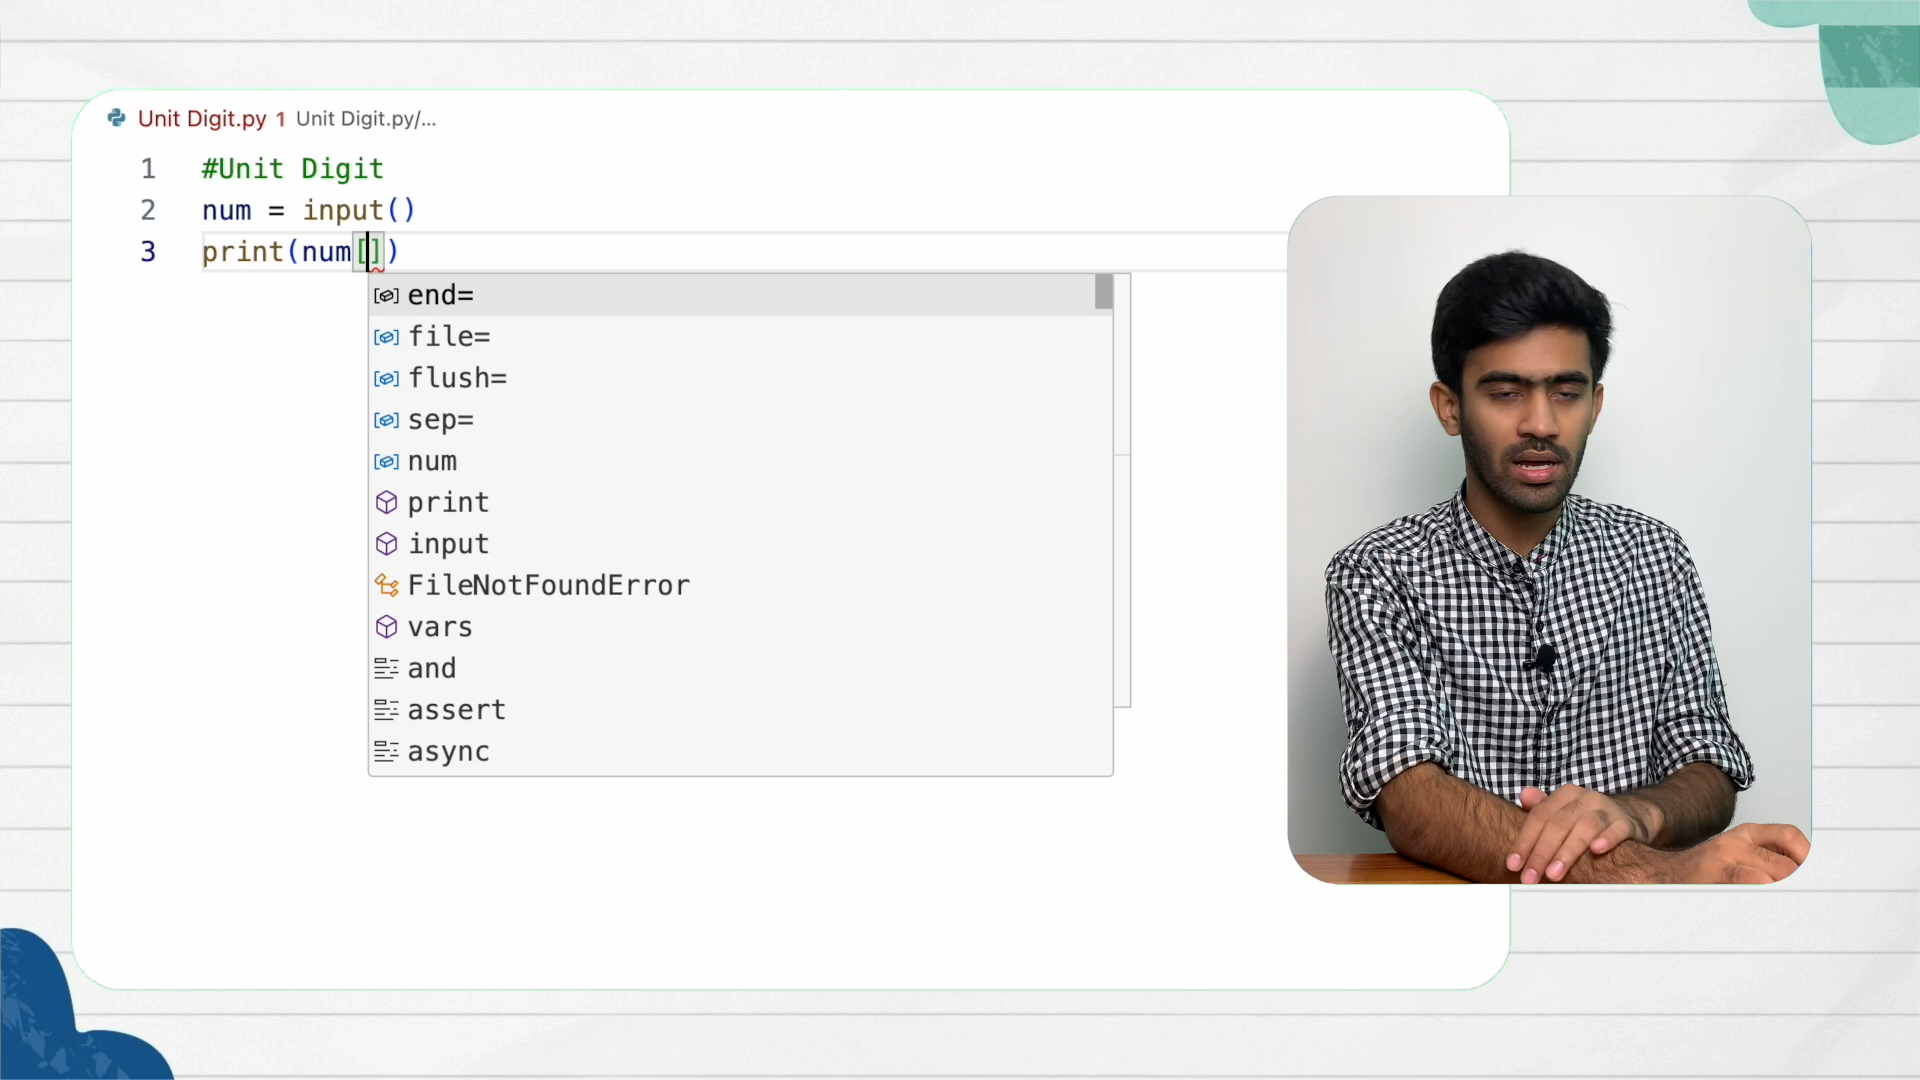 Unit Digit.py 1 Unit Digit.py/...
1 #Unit Digit
2 num = input()
3 print(num[])
end=
file=
flush=
sep=
num
print
input
FileNotFoundError
vars
and
assert
async